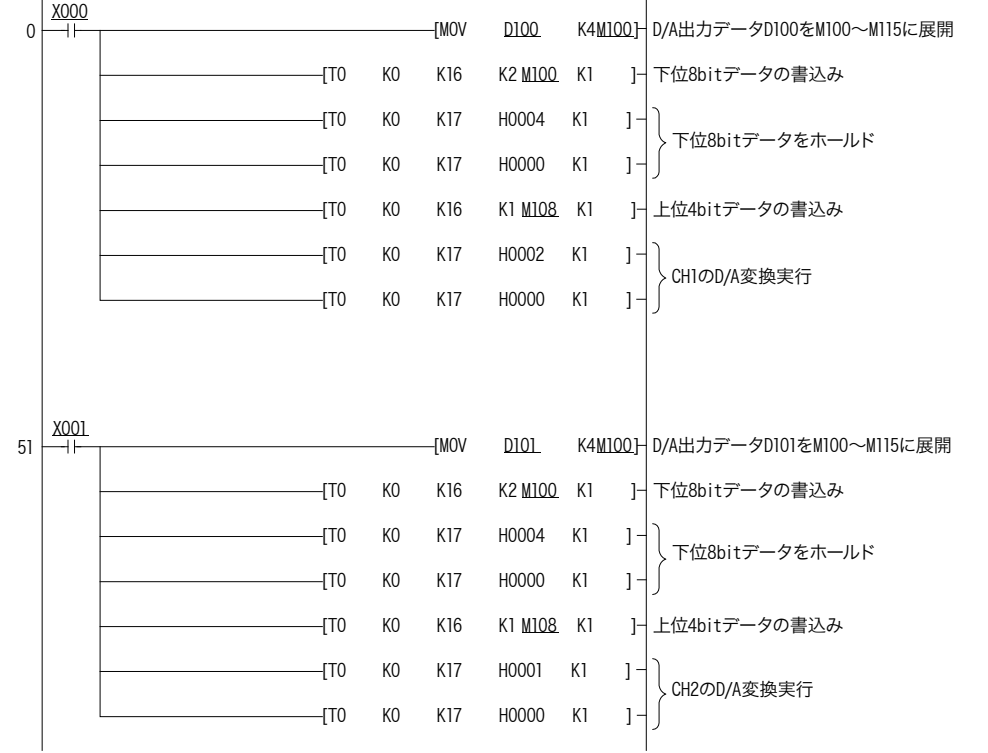 X000
0 [MOV D100 K4M100] D/A出力データD100をM100～M115に展開
[TO K0 K16 K2 M100 K1 ] 下位8bitデータの書込み
[TO K0 K17 H0004 K1 ]
下位8bitデータをホールド
[TO K0 K17 H0000 K1 ]
[TO K0 K16 K1 M108 K1 ] 上位4bitデータの書込み
[TO K0 K17 H0002 K1 ]
CH1のD/A変換実行
[TO K0 K17 H0000 K1 ]
X001
51 [MOV D101 K4M100] D/A出力データD101をM100～M115に展開
[TO K0 K16 K2 M100 K1 ] 下位8bitデータの書込み
[TO K0 K17 H0004 K1 ]
下位8bitデータをホールド
[TO K0 K17 H0000 K1 ]
[TO K0 K16 K1 M108 K1 ] 上位4bitデータの書込み
[TO K0 K17 H0001 K1 ]
CH2のD/A変換実行
[TO K0 K17 H0000 K1 ]